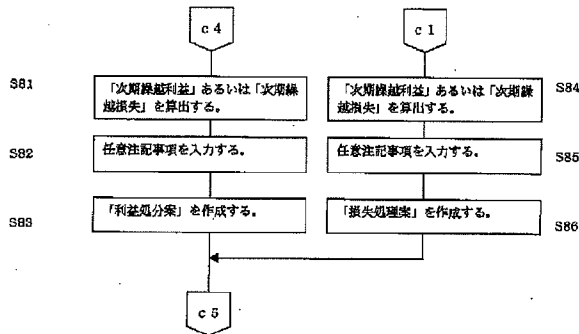 c4
c1
S81
「次期繰越利益」あるいは「次期繰
越損失」を算出する。
「次期繰越利益」あるいは「次期繰
越損失」を算出する。
S84
S82
任意注記事項を入力する。
任意注記事項を入力する。
S85
S83
「利益処分案」を作成する。
「損失処理案」を作成する。
S86
c5